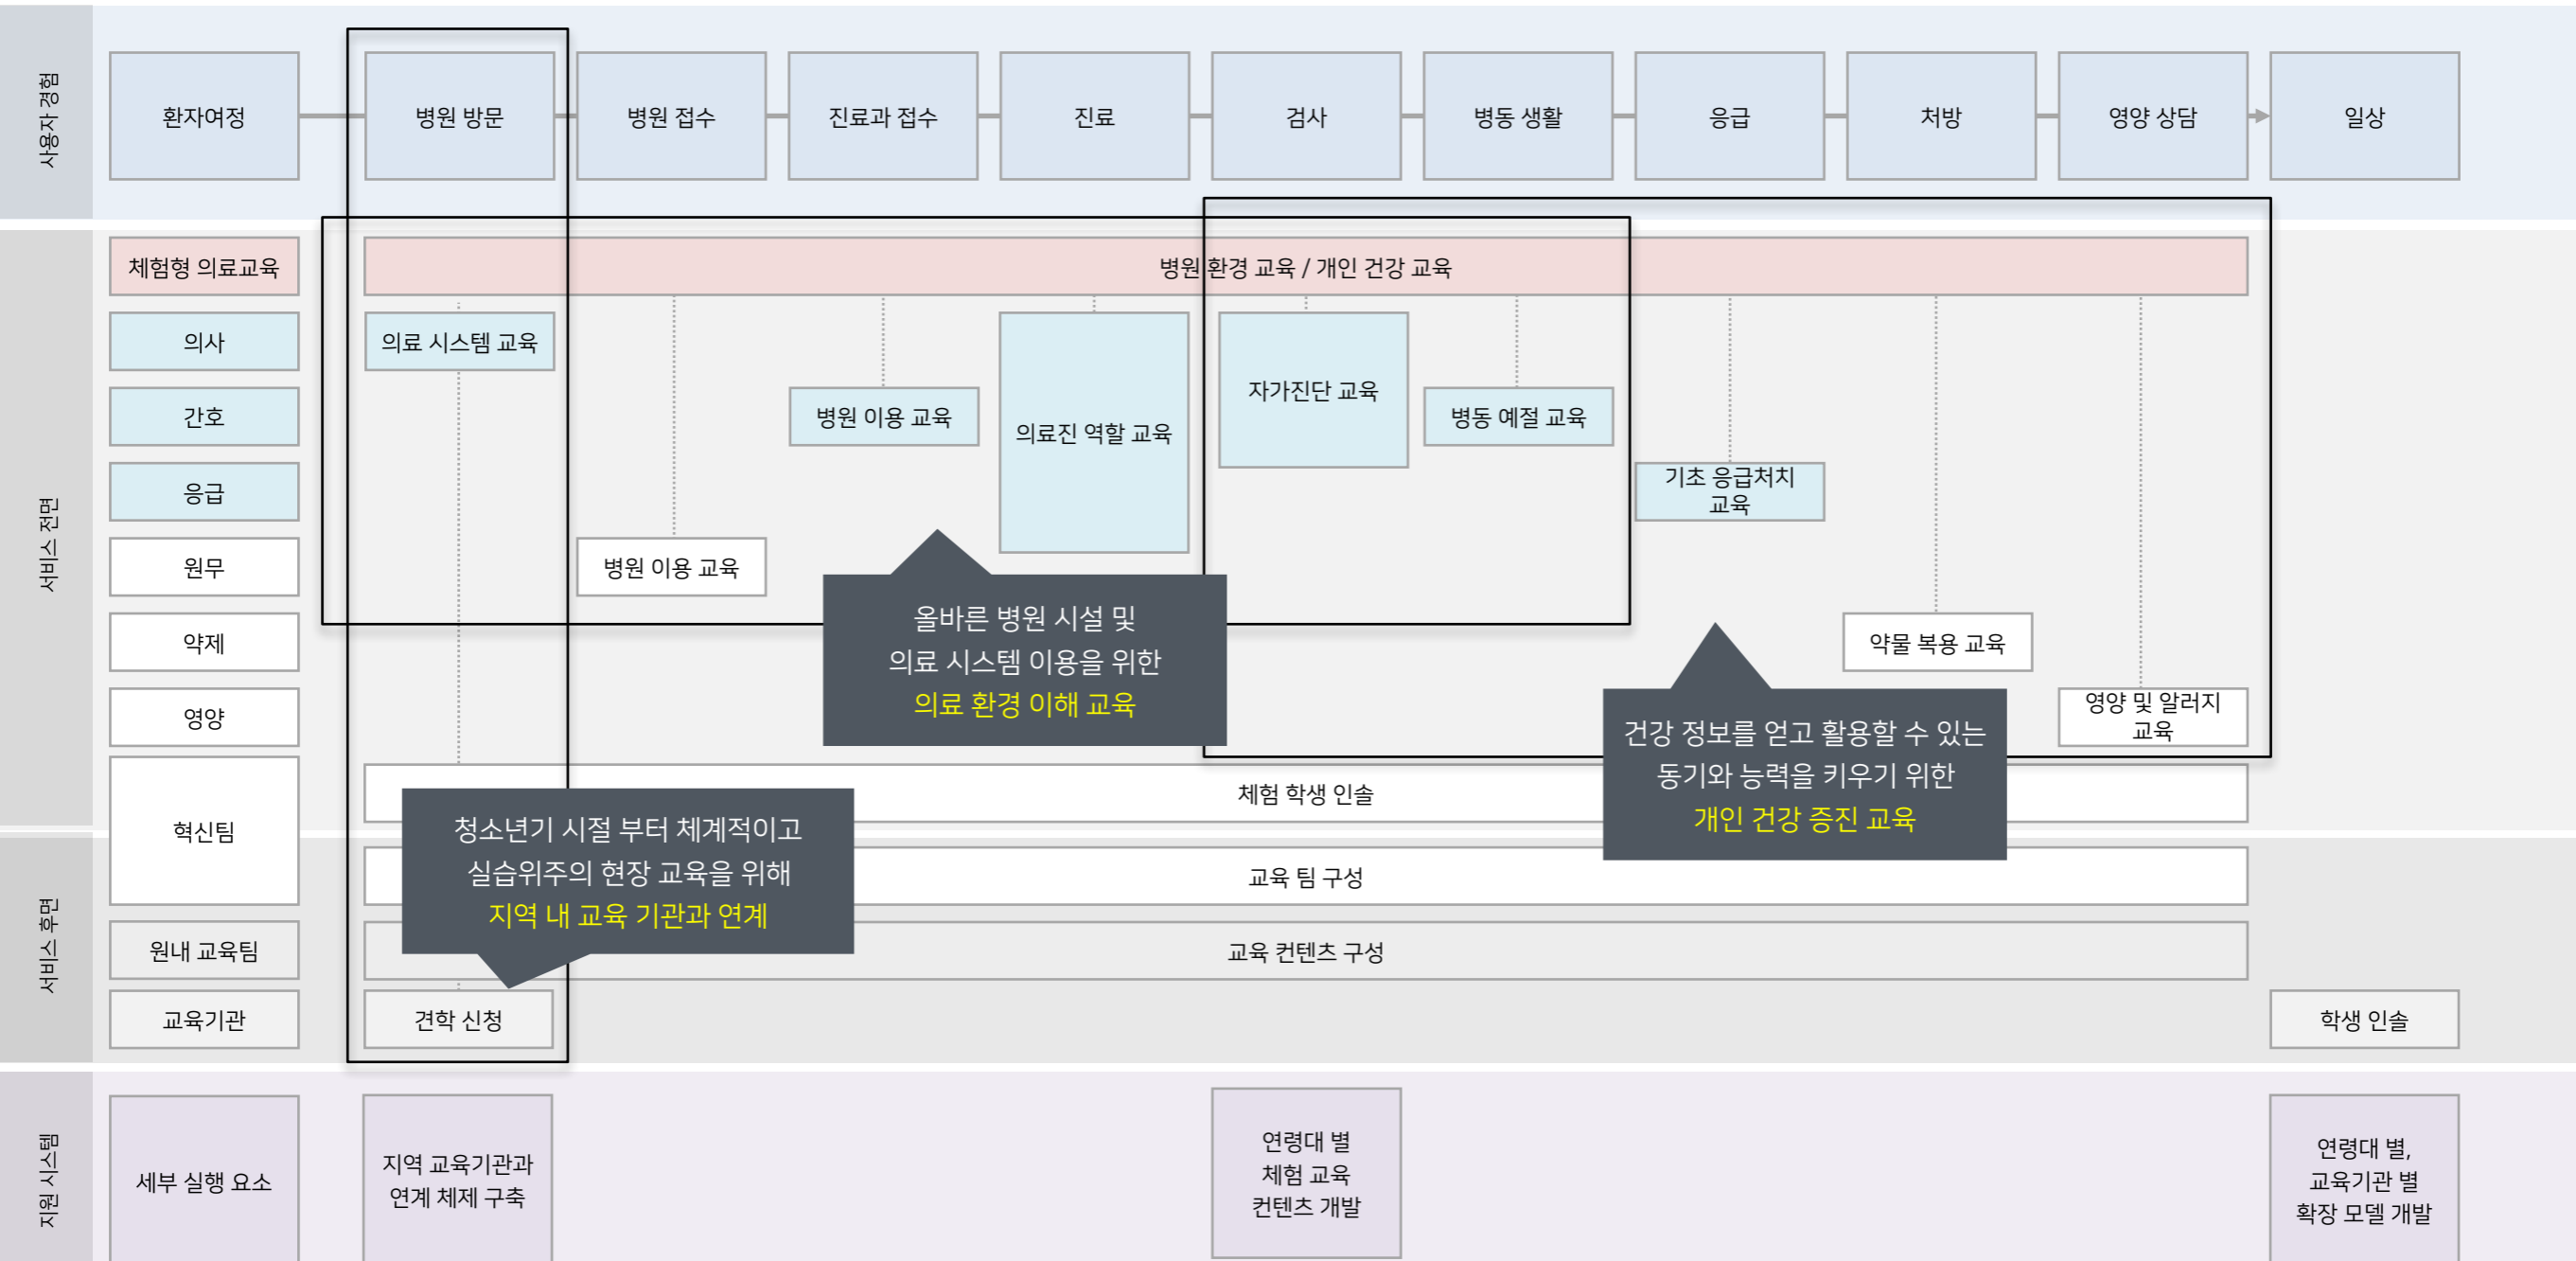 사용자 경험
환자여정
병원 방문
병원 접수
진료과 접수
진료
검사
병동 생활
응급
처방
영양 상담
일상
서비스 전면
체험형 의료교육
병원 환경 교육 / 개인 건강 교육
의사
의료 시스템 교육
간호
병원 이용 교육
의료진 역할 교육
자가진단 교육
병동 예절 교육
응급
기초 응급처치
교육
원무
병원 이용 교육
올바른 병원 시설 및
의료 시스템 이용을 위한
의료 환경 이해 교육
약제
약물 복용 교육
영양
영양 및 알러지
교육
건강 정보를 얻고 활용할 수 있는
동기와 능력을 키우기 위한
개인 건강 증진 교육
혁신팀
체험 학생 인솔
청소년기 시절 부터 체계적이고
실습위주의 현장 교육을 위해
지역 내 교육 기관과 연계
서비스 후면
교육 팀 구성
원내 교육팀
교육 컨텐츠 구성
교육기관
견학 신청
학생 인솔
지원 시스템
세부 실행 요소
지역 교육기관과
연계 체제 구축
연령대 별
체험 교육
컨텐츠 개발
연령대 별,
교육기관 별
확장 모델 개발